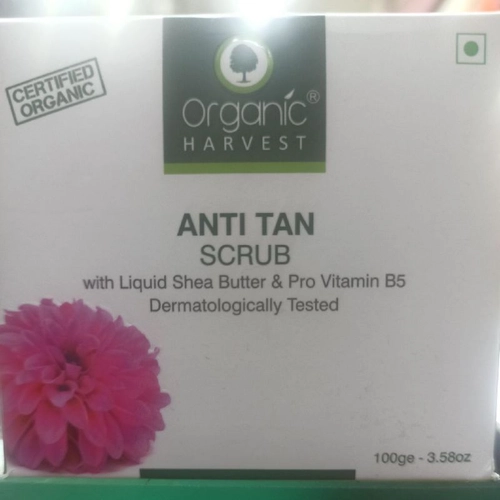 CERTIFIED
ORGANIC
Organic®
HARVEST
ANTI TAN
SCRUB
with Liquid Shea Butter & Pro Vitamin B5
Dermatologically Tested
100ge - 3.58oz